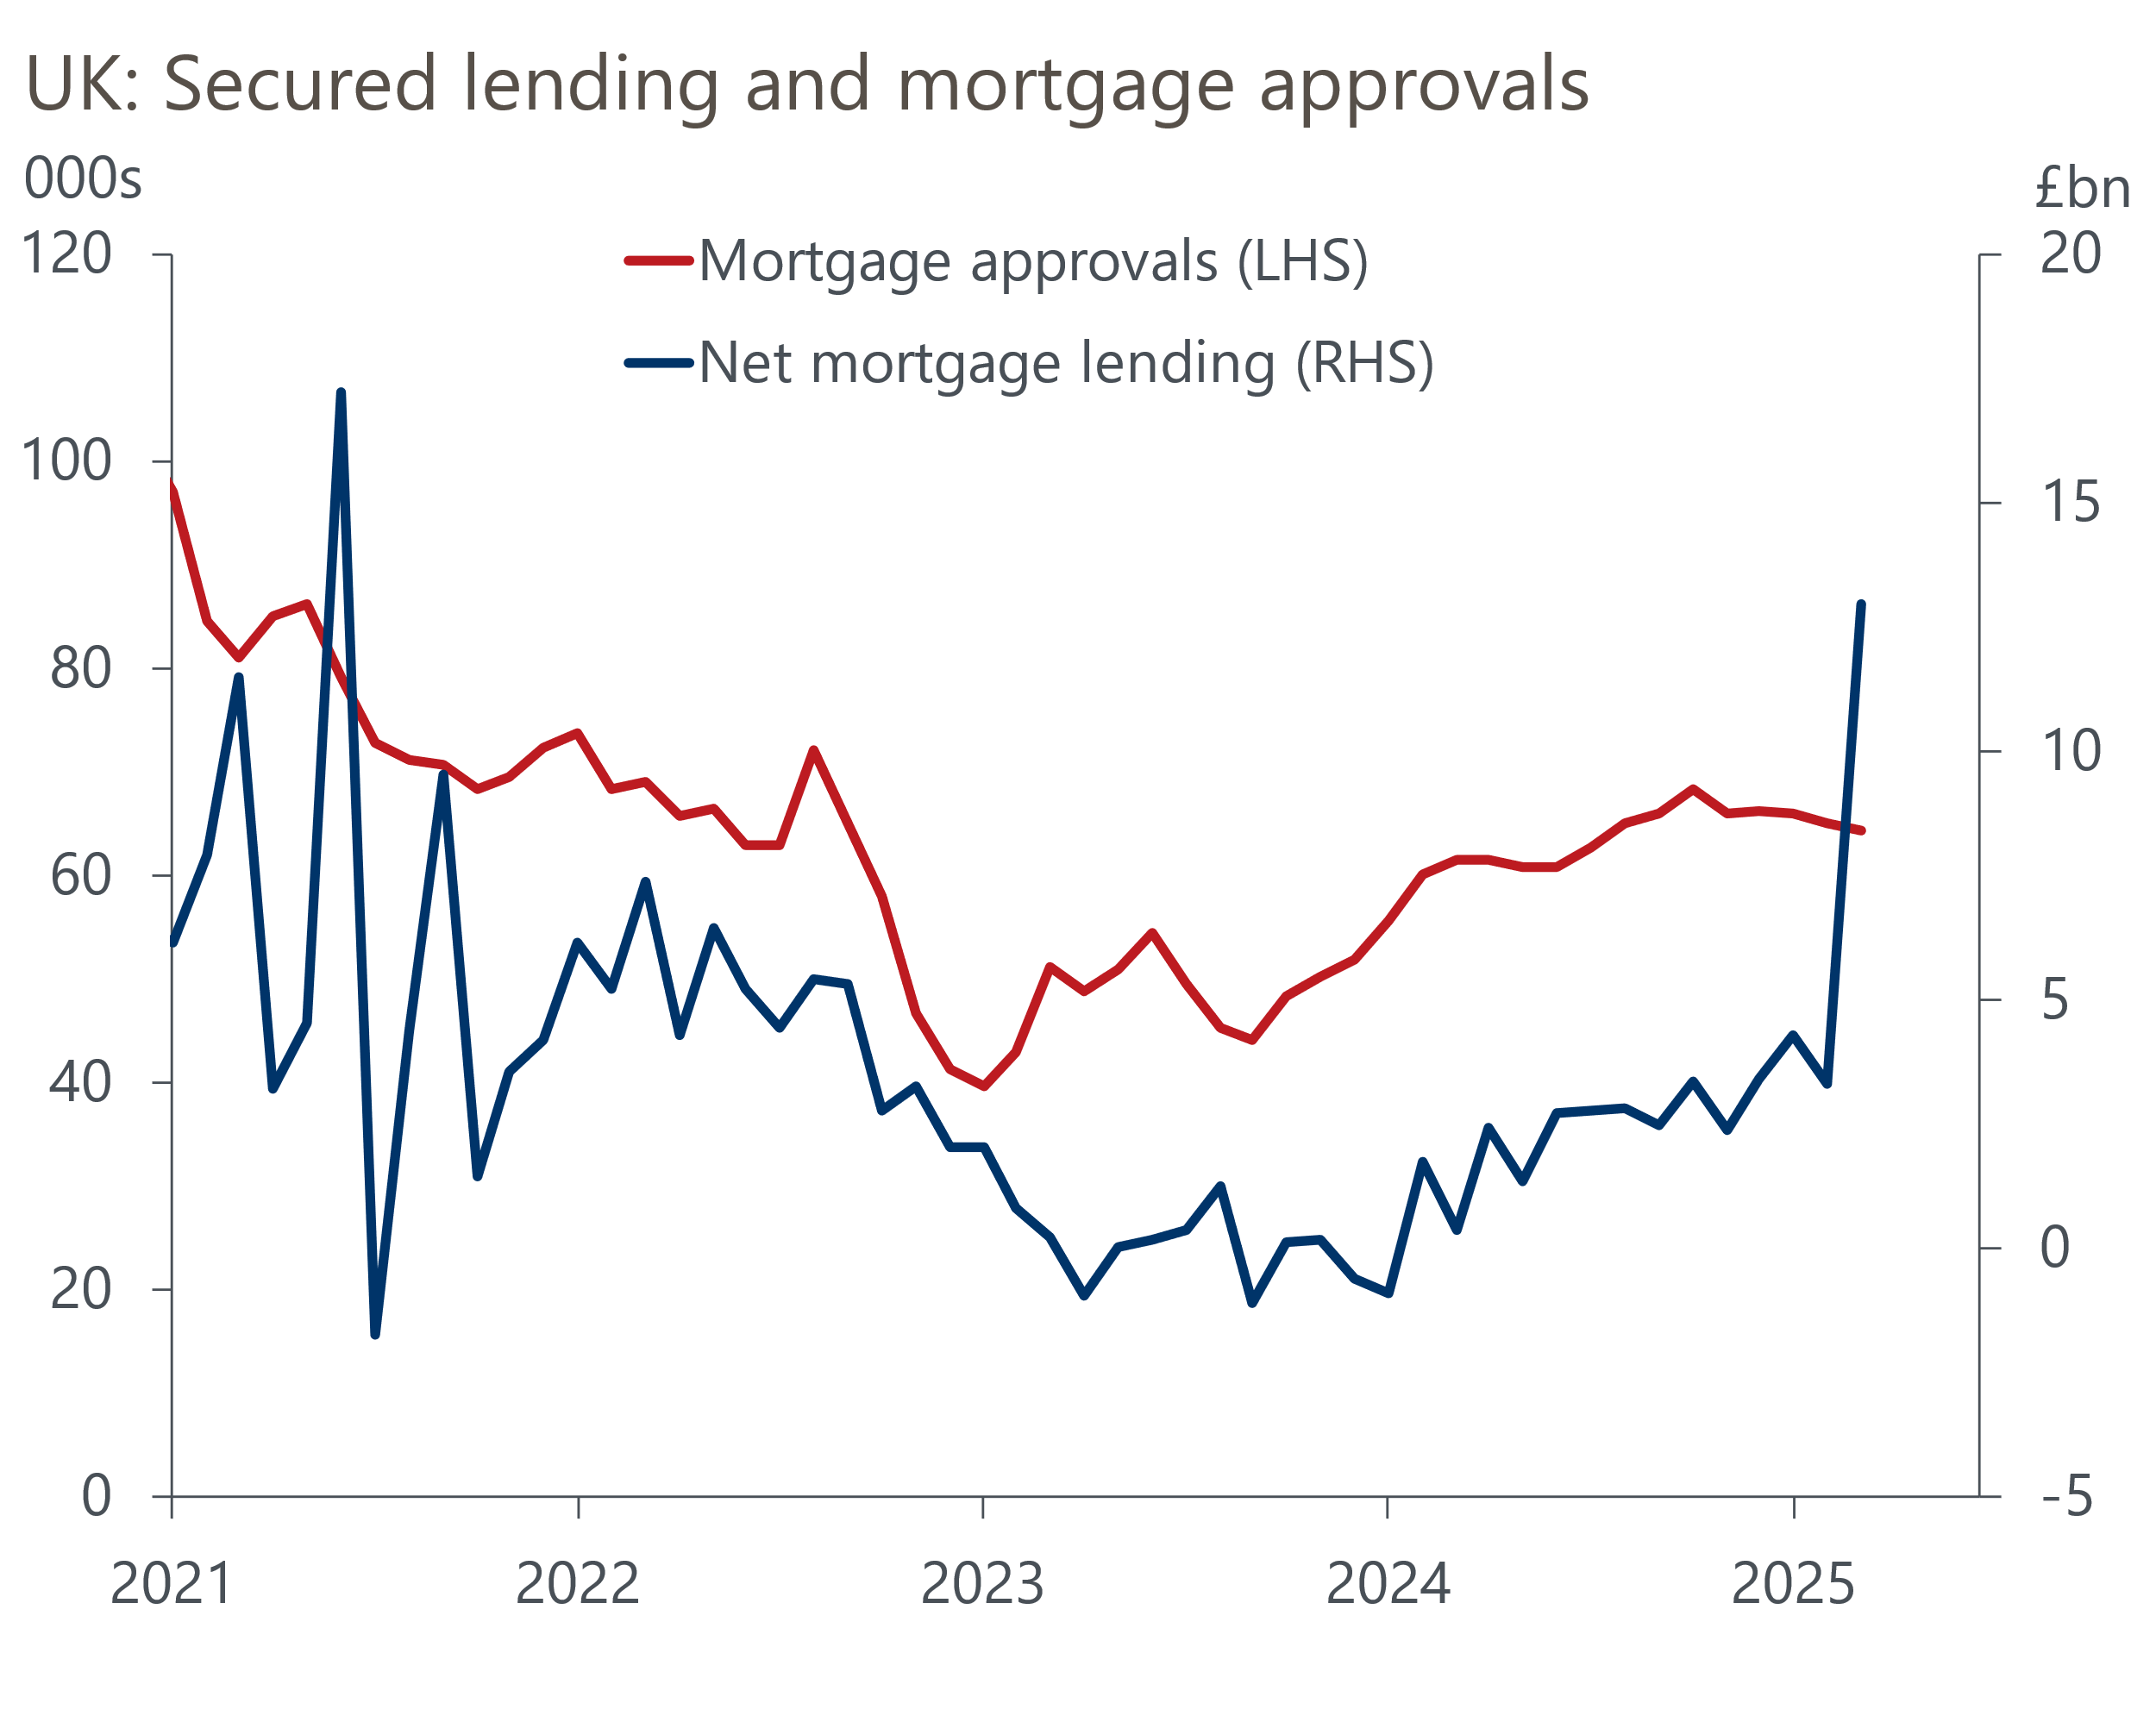 UK: Secured lending and mortgage approvals
000s
£bn
120
100
80
60
40
20
0
Mortgage approvals (LHS)
Net mortgage lending (RHS)
20
15
10
5
0
-5
2021 2022 2023 2024 2025